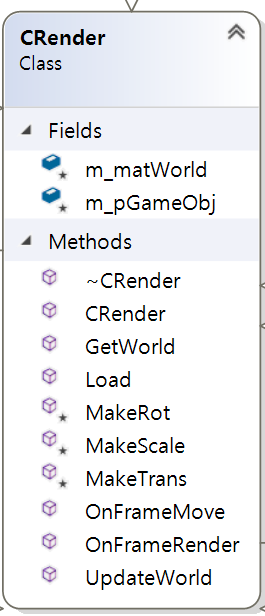 CRender
Class
Fields
m_matWorld
m_pGameObj
Methods
~CRender
CRender
GetWorld
Load
MakeRot
MakeScale
MakeTrans
OnFrameMove
OnFrameRender
UpdateWorld